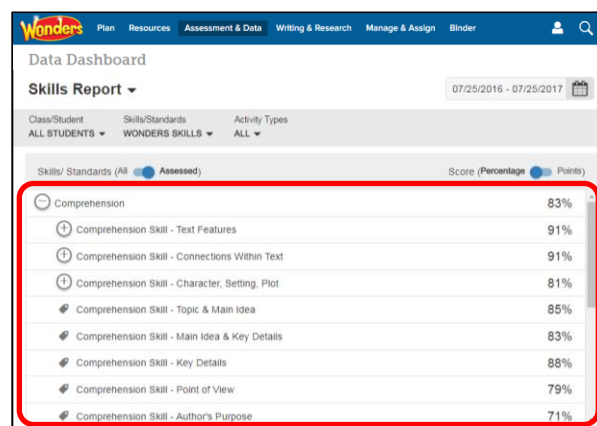 Wonders Plan Resources Assessment & Data Writing & Research Manage & Assign Binder
Data Dashboard
Skills Report 07/25/2016 - 07/25/2017
Class/Student Skills/Standards Activity Types
ALL STUDENTS WONDERS SKILLS ALL
Skills/ Standards (All Assessed) Score (Percentage Points)
Comprehension 83%
Comprehension Skill - Text Features 91%
Comprehension Skill - Connections Within Text 91%
Comprehension Skill - Character, Setting, Plot 81%
Comprehension Skill - Topic & Main Idea 85%
Comprehension Skill - Main Idea & Key Details 83%
Comprehension Skill - Key Details 88%
Comprehension Skill - Point of View 79%
Comprehension Skill - Author's Purpose 71%